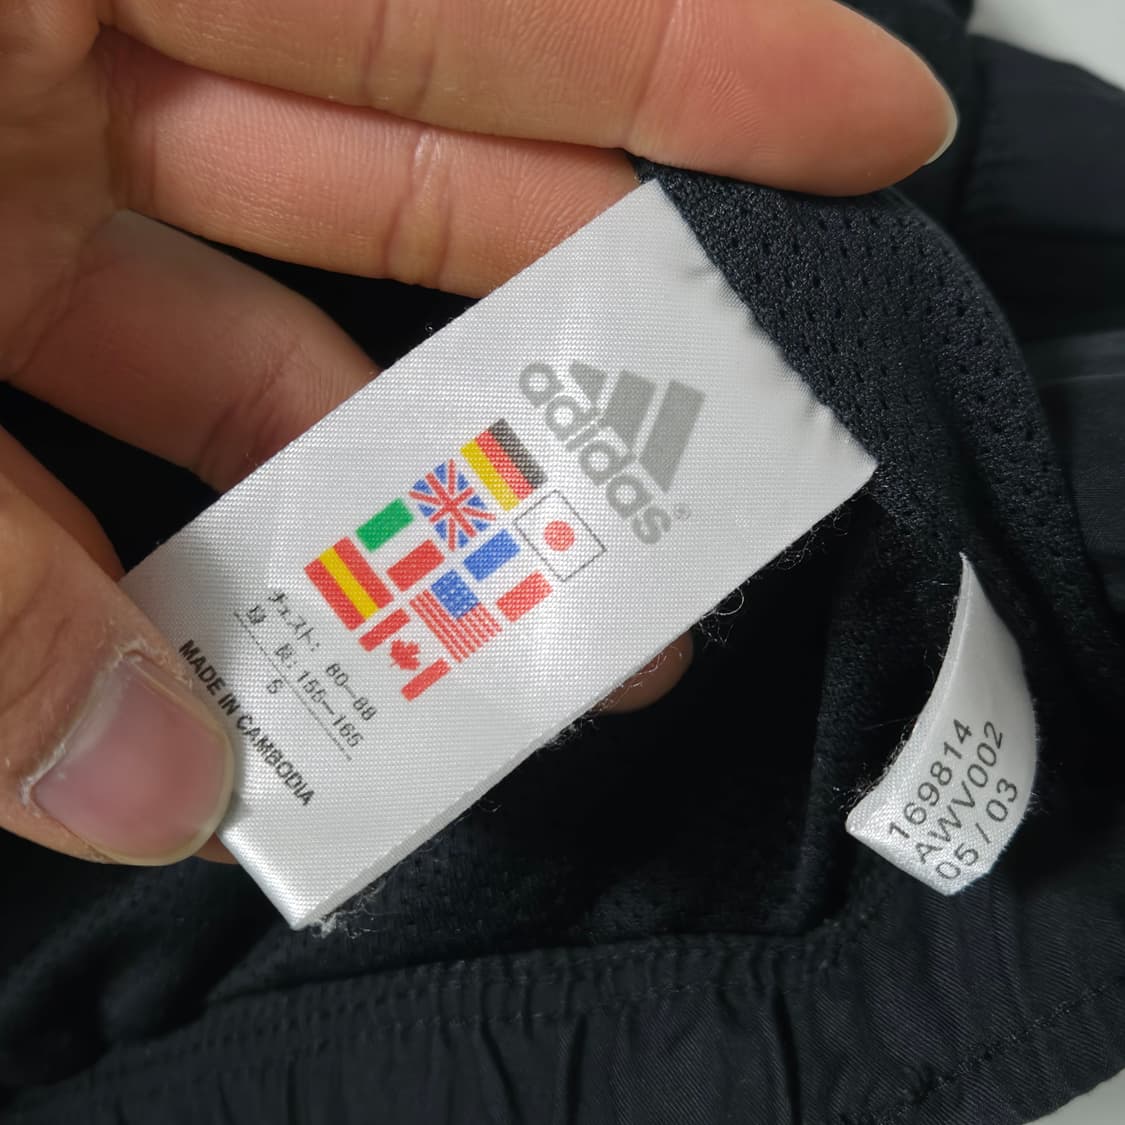 adidas®
チェスト: 80—88
身 長: 155—165
S
MADE IN CAMBODIA
169814
AWV002
05/03